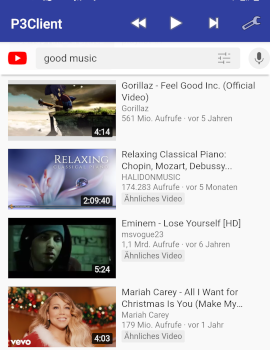 P3Client
good music
Gorillaz - Feel Good Inc. (Official
Video)
Gorillaz
561 Mio. Aufrufe · vor 5 Jahren
4:14
RELAXING
Relaxing Classical Piano:
Chopin, Mozart, Debussy...
HALIDONMUSIC
174.283 Aufrufe · vor 5 Monaten
Ähnliches Video
2:09:40
Eminem - Lose Yourself [HD]
msvogue23
1,1 Mrd. Aufrufe · vor 6 Jahren
Ähnliches Video
5:24
Mariah Carey - All I Want for
Christmas Is You (Make My...
Mariah Carey
179 Mio. Aufrufe · vor 1 Jahr
Ähnliches Video
vevo
4:03